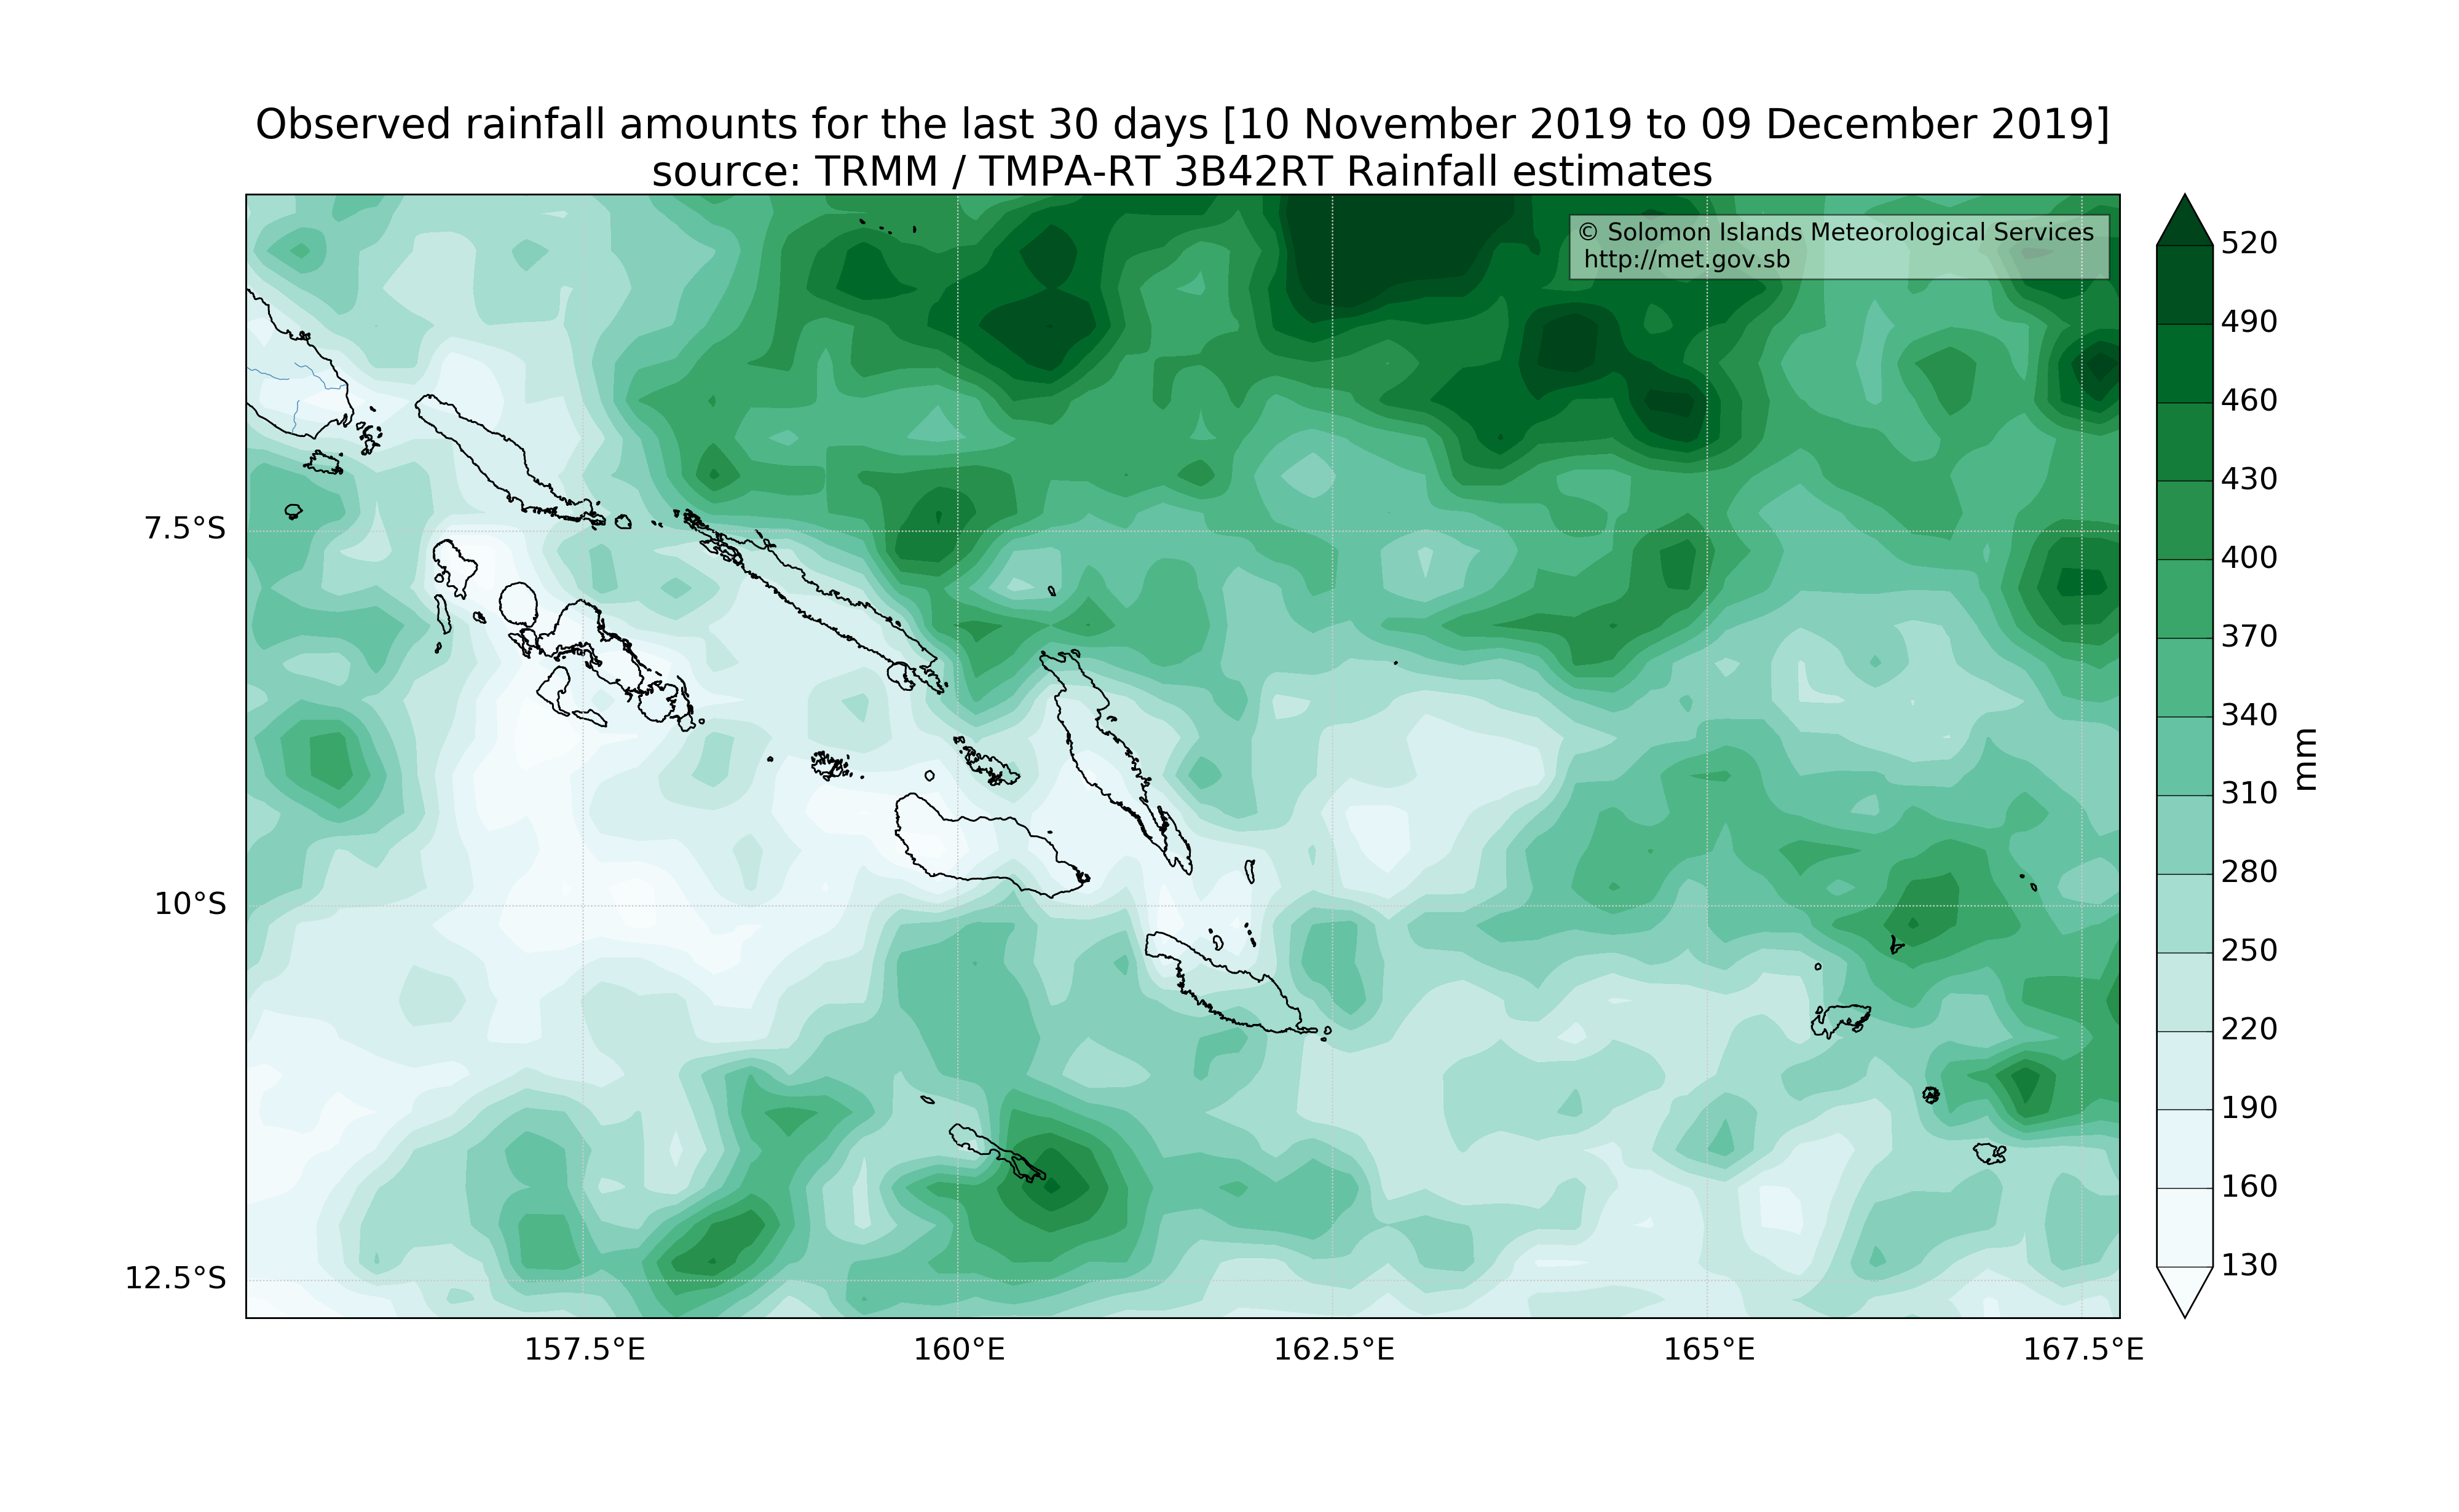 Observed rainfall amounts for the last 30 days [10 November 2019 to 09 December 2019]
source: TRMM / TMPA-RT 3B42RT Rainfall estimates
© Solomon Islands Meteorological Services
http://met.gov.sb
7.5°S
10°S
12.5°S
157.5°E
160°E
162.5°E
165°E
167.5°E
520
490
460
430
400
370
340
310
280
250
220
190
160
130
mm